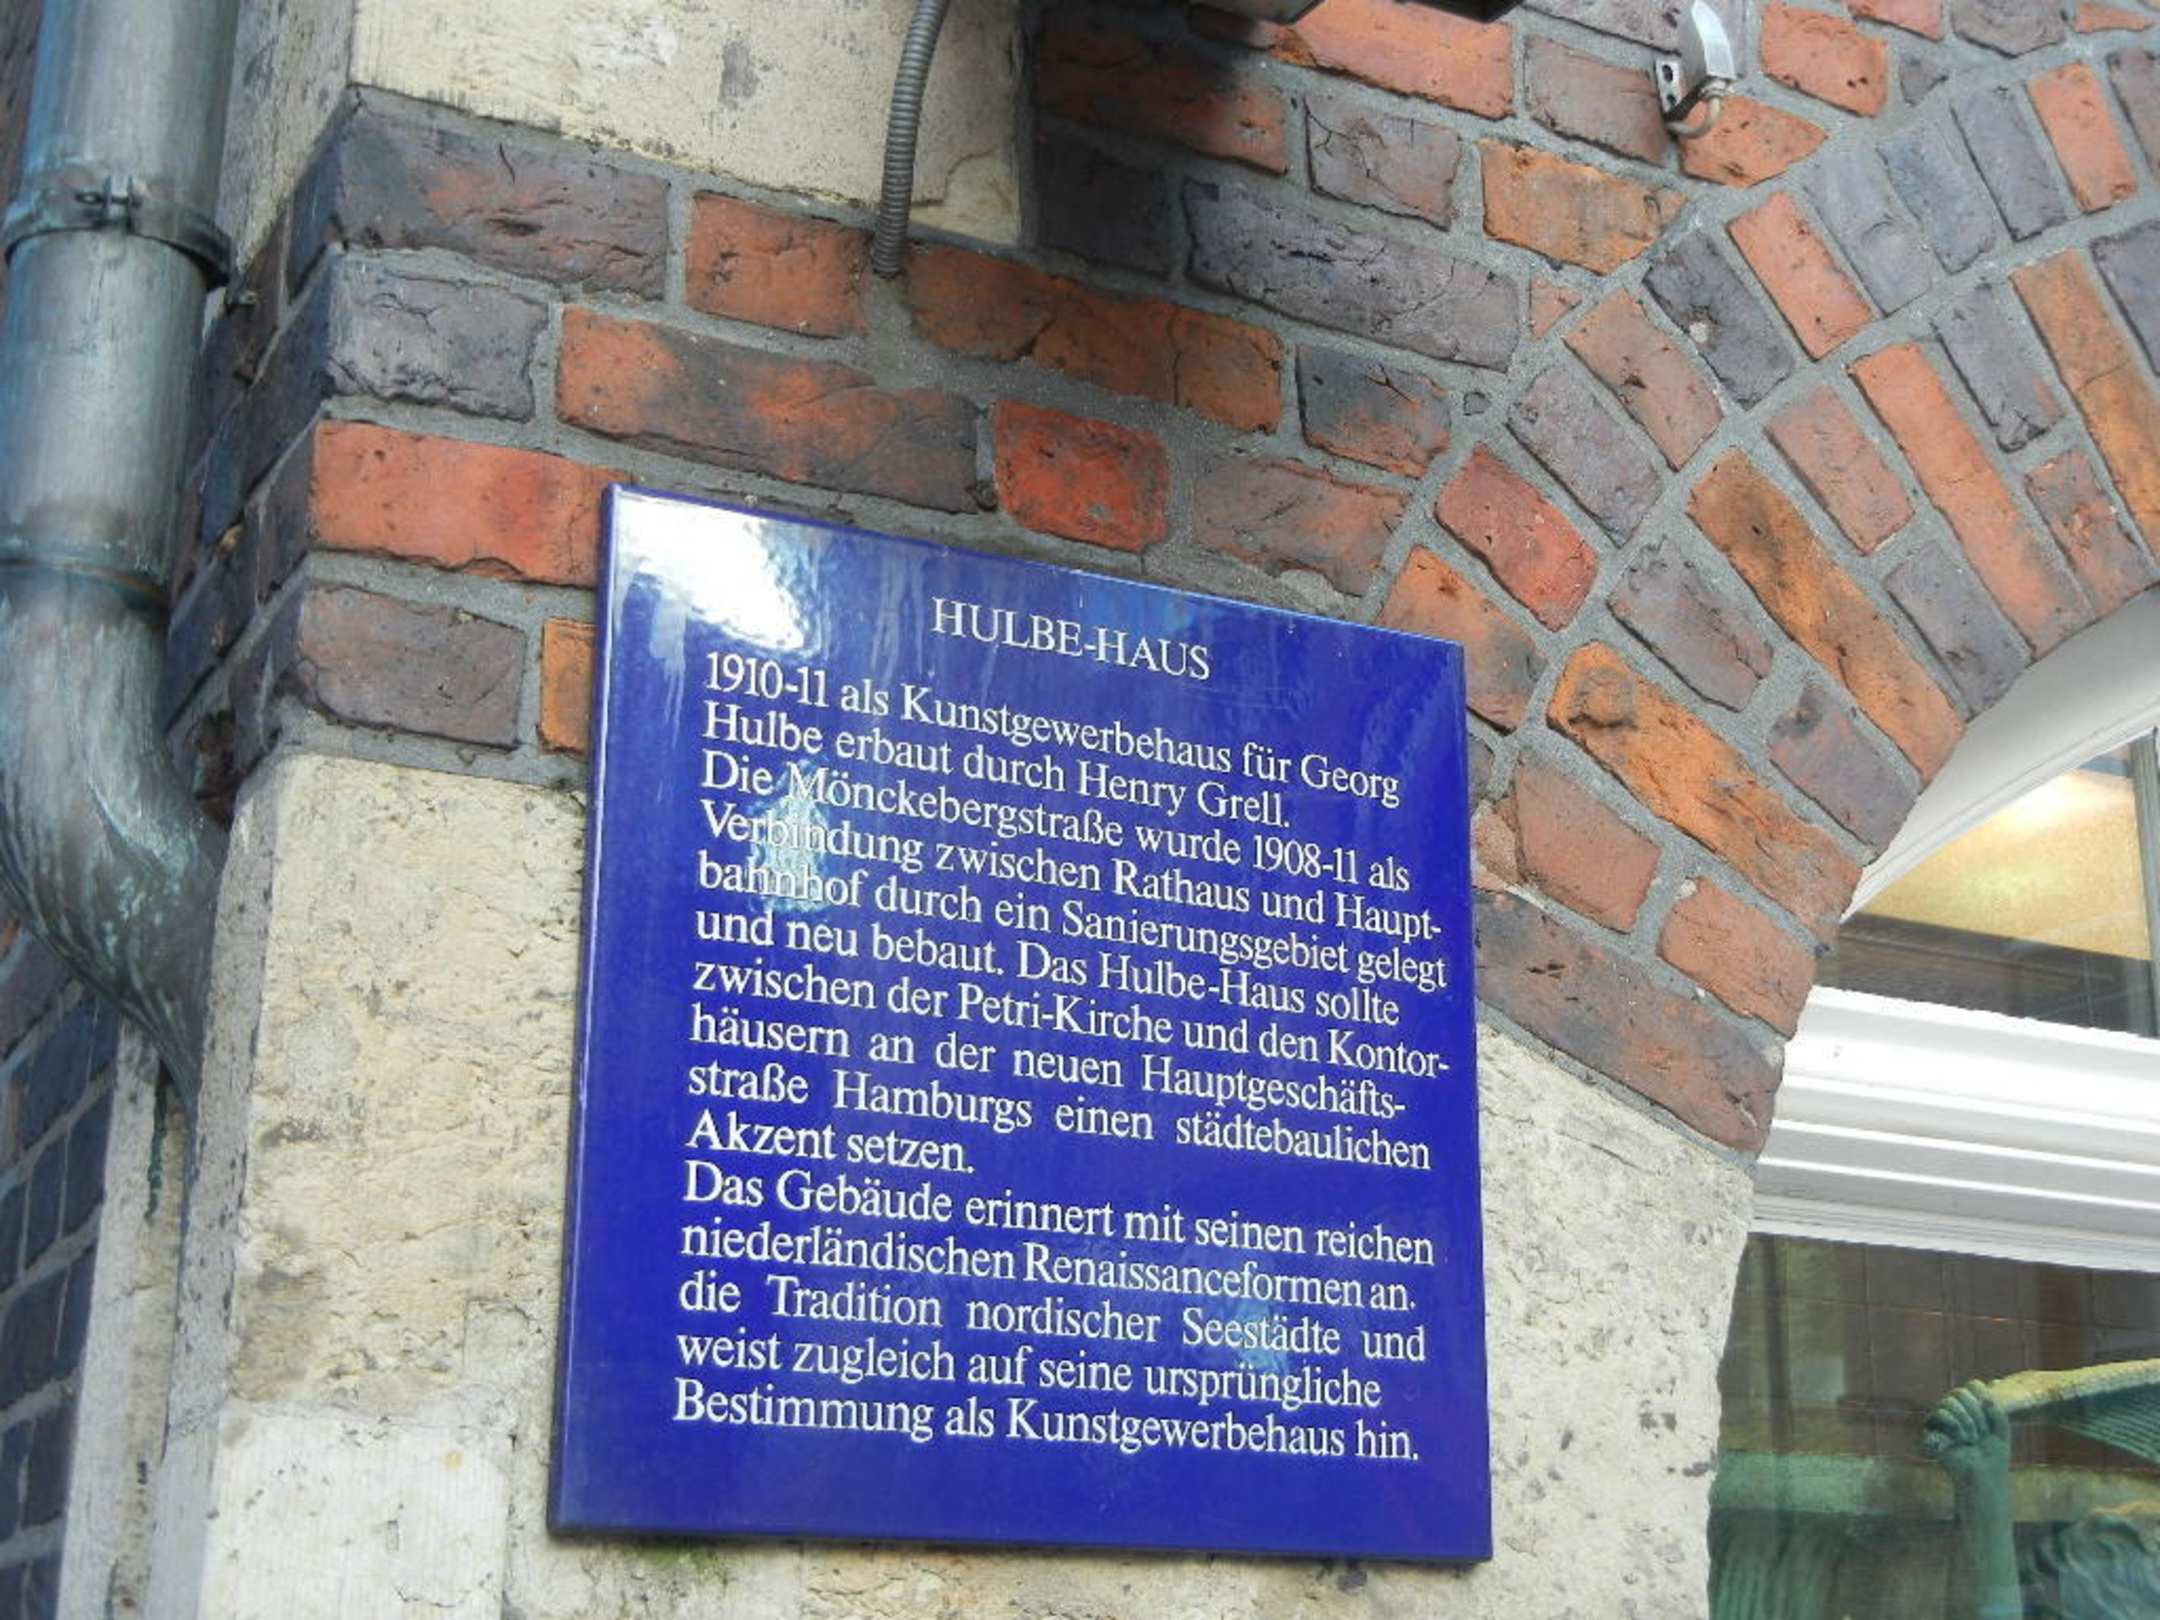 HULBE-HAUS
1910-11 als Kunstgewerbehaus für Georg
Hulbe erbaut durch Henry Grell.
Die Mönckebergstraße wurde 1908-11 als
Verbindung zwischen Rathaus und Haupt-
bahnhof durch ein Sanierungsgebiet gelegt
und neu bebaut. Das Hulbe-Haus sollte
zwischen der Petri-Kirche und den Kontor-
häusern an der neuen Hauptgeschäfts-
straße Hamburgs einen städtebaulichen
Akzent setzen.
Das Gebäude erinnert mit seinen reichen
niederländischen Renaissanceformen an.
die Tradition nordischer Seestädte und
weist zugleich auf seine ursprüngliche
Bestimmung als Kunstgewerbehaus hin.